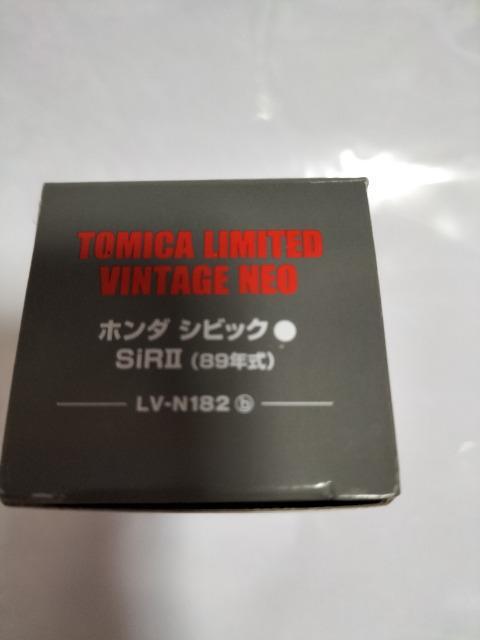 TOMICA LIMITED
VINTAGE NEO
ホンダ シビック
SiRⅡ (89年式)
LV-N182 ⓑ